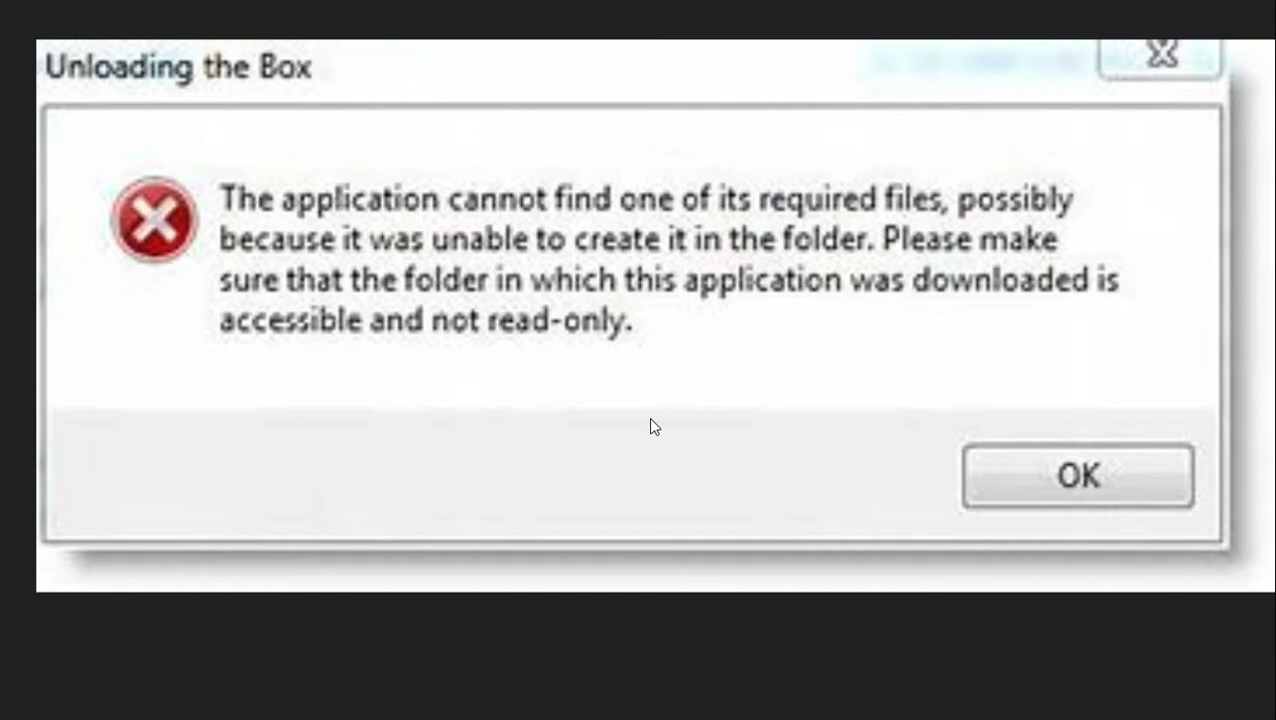 Unloading the Box
The application cannot find one of its required files, possibly
because it was unable to create it in the folder. Please make
sure that the folder in which this application was downloaded is
accessible and not read-only.
OK